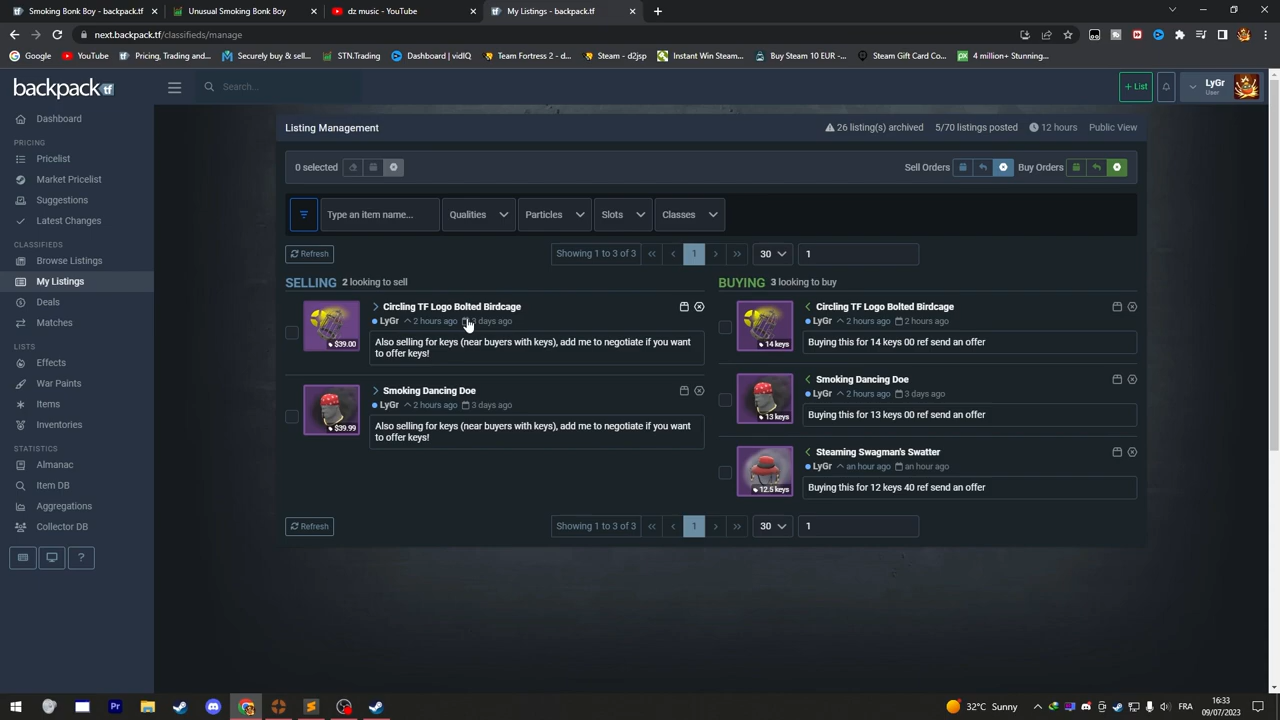 Smoking Bonk Boy - backpack.tf
Unusual Smoking Bonk Boy
dz music - YouTube
My Listings - backpack.tf
next.backpack.tf/classifieds/manage
Google
Pricing, Trading and...
Securely buy & sell...
STN.Trading
Dashboard | vidIQ
Team Fortress 2 - d...
Steam - d2jsp
Instant Win Steam...
Buy Steam 10 EUR -...
Steam Gift Card Co...
4 million+ Stunning...
backpack tf
Search...
+ List
LyGr
User
Dashboard
PRICING
Pricelist
Market Pricelist
Suggestions
Latest Changes
CLASSIFIEDS
Browse Listings
My Listings
Deals
Matches
LISTS
Effects
War Paints
Items
Inventories
STATISTICS
Almanac
Item DB
Aggregations
Collector DB
?
Listing Management
26 listing(s) archived
5/70 listings posted
12 hours
Public View
0 selected
Sell Orders
Buy Orders
Type an item name...
Qualities
Particles
Slots
Classes
Refresh
Showing 1 to 3 of 3
1
30
1
SELLING 2 looking to sell
Circling TF Logo Bolted Birdcage
LyGr 2 hours ago 3 days ago
Also selling for keys (near buyers with keys), add me to negotiate if you want
to offer keys!
$39.00
Smoking Dancing Doe
LyGr 2 hours ago 3 days ago
Also selling for keys (near buyers with keys), add me to negotiate if you want
to offer keys!
$39.99
BUYING 3 looking to buy
Circling TF Logo Bolted Birdcage
LyGr 2 hours ago 2 hours ago
Buying this for 14 keys 00 ref send an offer
14 keys
Smoking Dancing Doe
LyGr 2 hours ago 3 days ago
Buying this for 13 keys 00 ref send an offer
13 keys
Steaming Swagman's Swatter
LyGr an hour ago an hour ago
Buying this for 12 keys 40 ref send an offer
12.5 keys
Refresh
Showing 1 to 3 of 3
1
30
1
Pr
32°C Sunny
FRA
16:33
09/07/2023